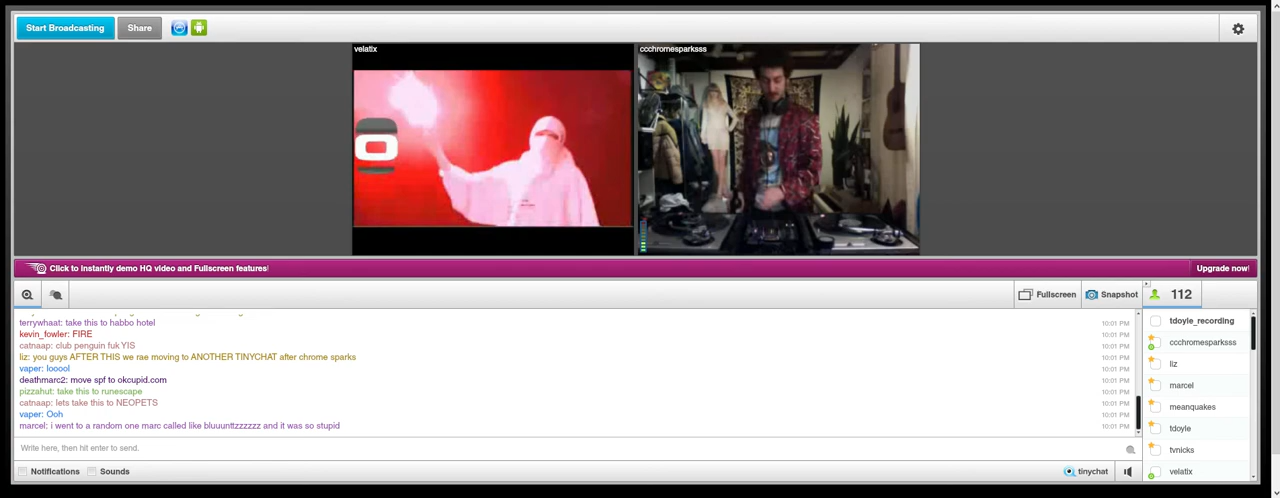 Start Broadcasting
Share
velatix
ccchromesparksss
Click to instantly demo HQ video and Fullscreen features!
Upgrade now!
Fullscreen
Snapshot
112
terrywhaat: take this to habbo hotel 10:01 PM
kevin_fowler: FIRE 10:01 PM
catnaap: club penguin fuk YIS 10:01 PM
liz: you guys AFTER THIS we rae moving to ANOTHER TINYCHAT after chrome sparks 10:01 PM
vaper: looool 10:01 PM
deathmarc2: move spf to okcupid.com 10:01 PM
pizzahut: take this to runescape 10:01 PM
catnaap: lets take this to NEOPETS 10:01 PM
vaper: Ooh 10:01 PM
marcel: i went to a random one marc called like bluuunttzzzzzz and it was so stupid 10:01 PM
Write here, then hit enter to send.
Notifications
Sounds
tinychat
tdoyle_recording
ccchromesparksss
liz
marcel
meanquakes
tdoyle
tvnicks
velatix